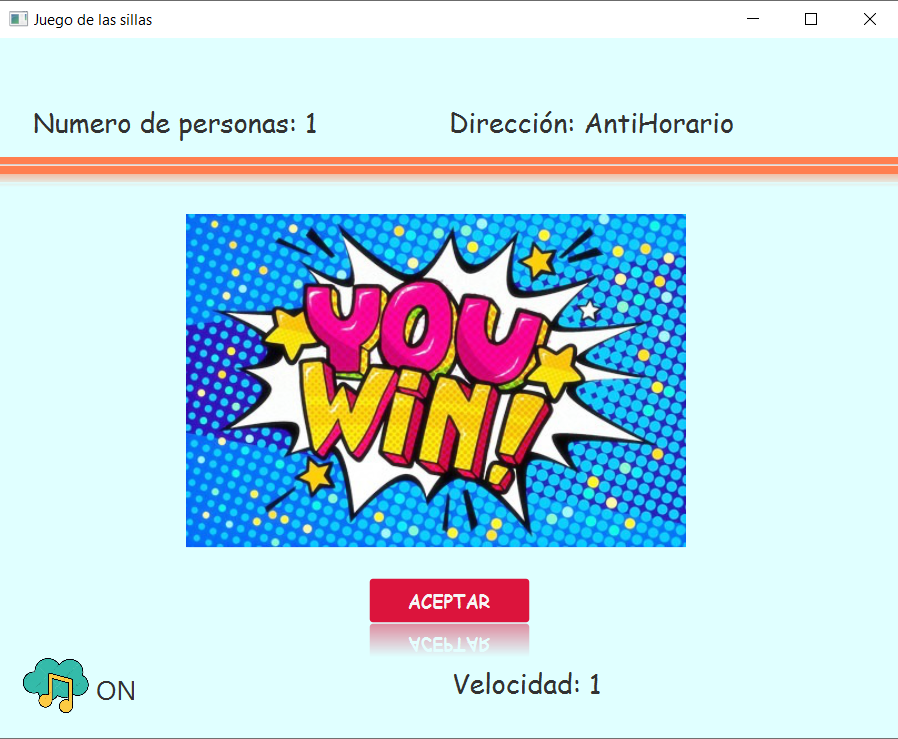 Juego de las sillas
Numero de personas: 1
Dirección: AntiHorario
YOU
WiN!
ACEPTAR
ON
Velocidad: 1